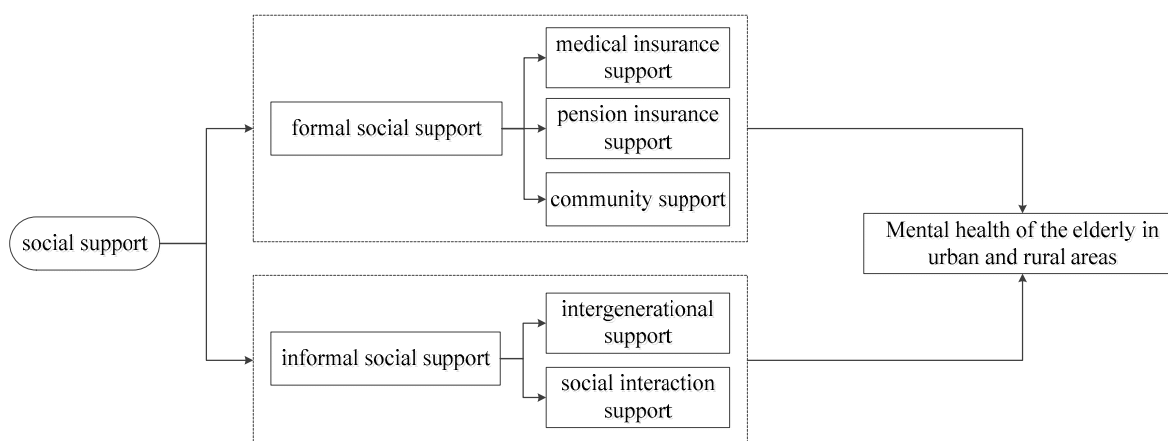 medical insurance
support
formal social support
pension insurance
support
community support
social support
Mental health of the elderly in
urban and rural areas
intergenerational
support
informal social support
social interaction
support